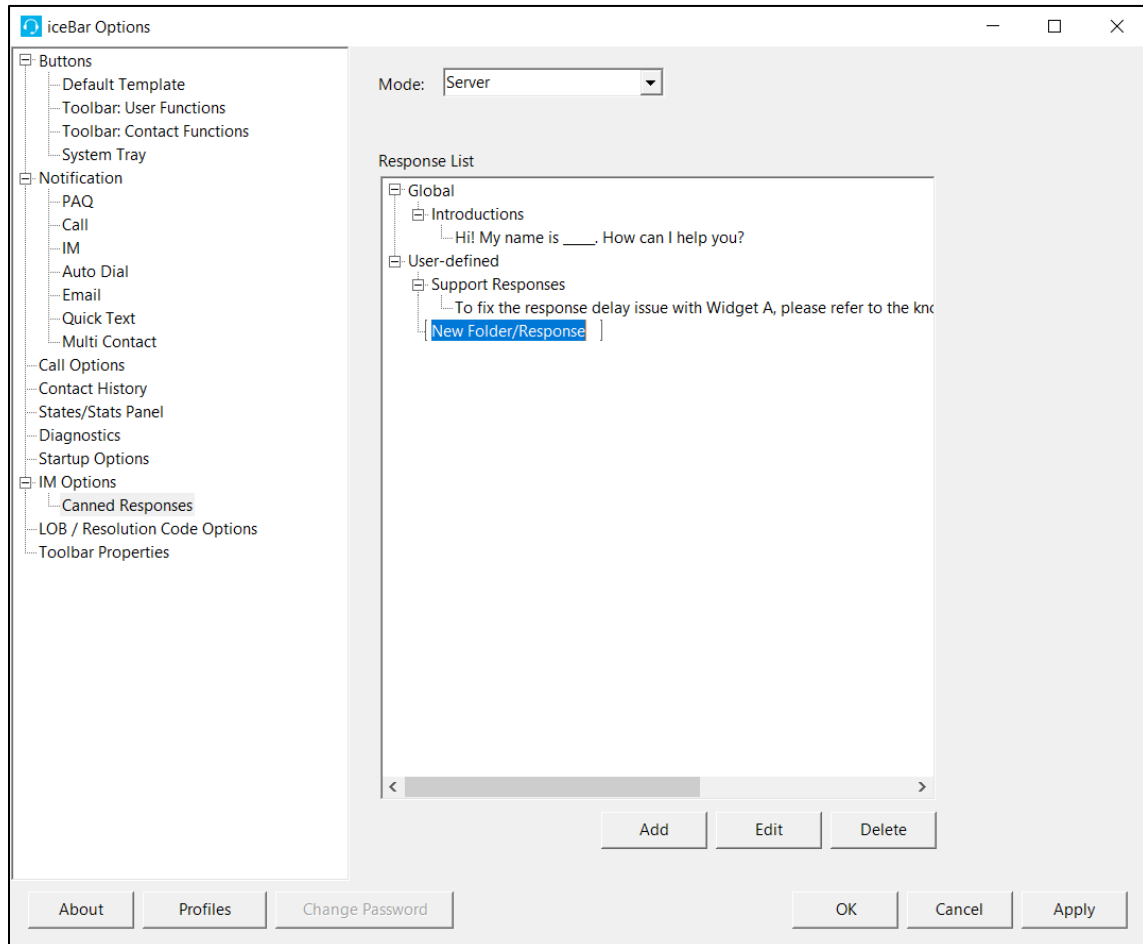 iceBar Options
Buttons
Default Template
Toolbar: User Functions
Toolbar: Contact Functions
System Tray
Notification
PAQ
Call
IM
Auto Dial
Email
Quick Text
Multi Contact
Call Options
Contact History
States/Stats Panel
Diagnostics
Startup Options
IM Options
Canned Responses
LOB / Resolution Code Options
Toolbar Properties
Mode: Server
Response List
Global
Introductions
Hi! My name is ____. How can I help you?
User-defined
Support Responses
To fix the response delay issue with Widget A, please refer to the
New Folder/Response
Add Edit Delete
About Profiles Change Password OK Cancel Apply